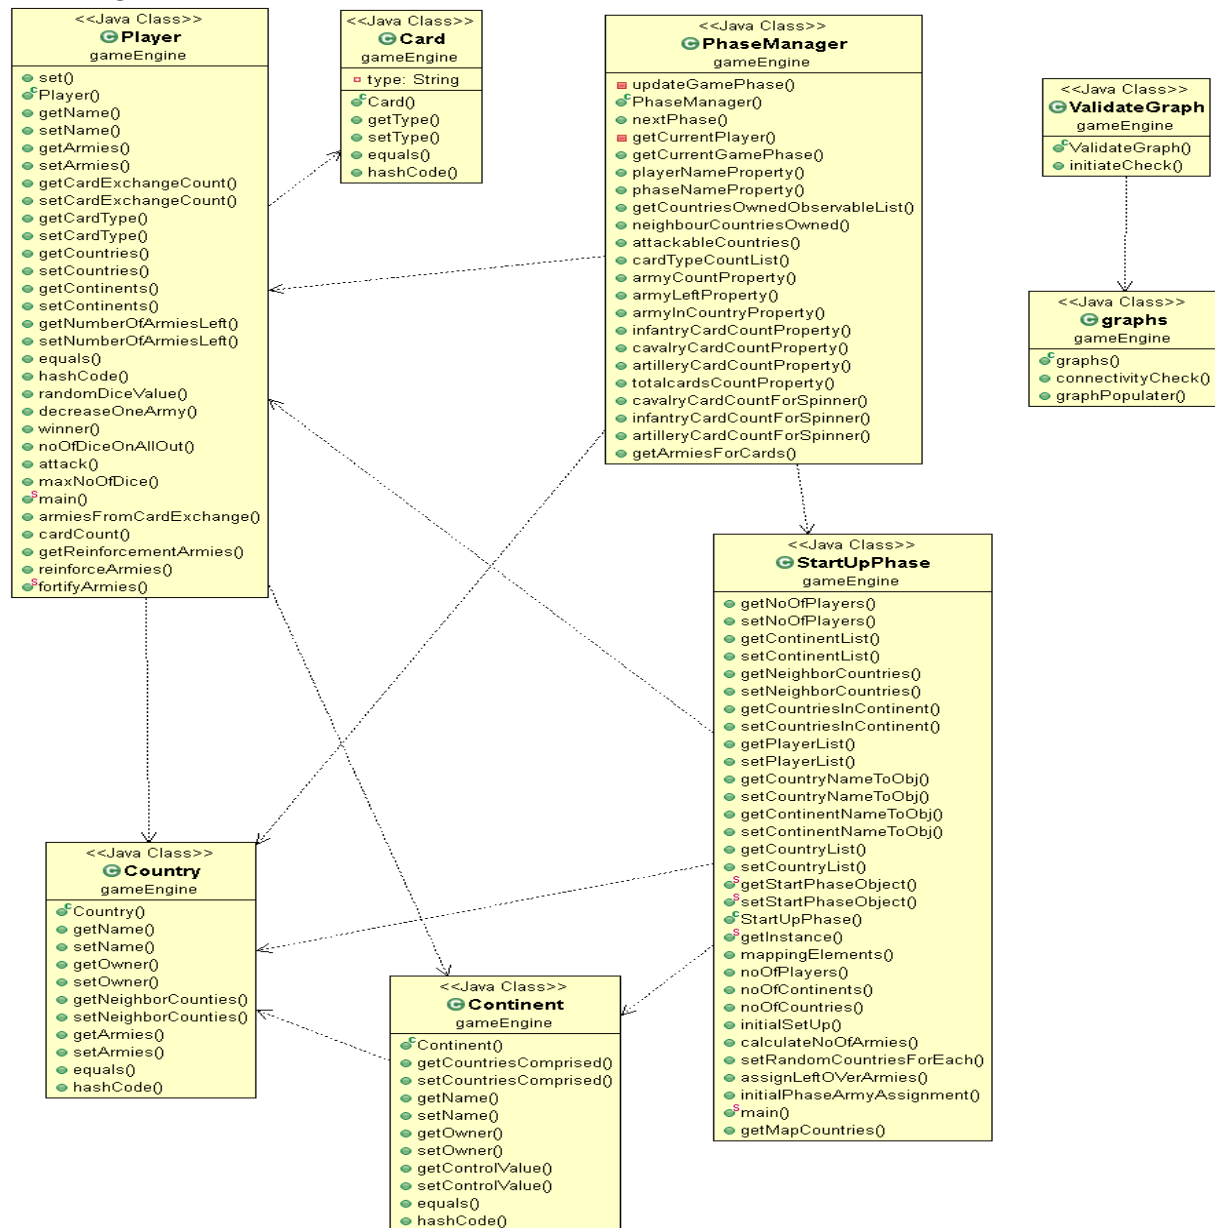 <<Java Class>>
Player
gameEngine
set()
Player()
getName()
setName()
getArmies()
setArmies()
getCardExchangeCount()
setCardExchangeCount()
getCardType()
setCardType()
getCountries()
setCountries()
getContinents()
setContinents()
getNumberOfArmiesLeft()
setNumberOfArmiesLeft()
equals()
hashCode()
randomDiceValue()
decreaseOneArmy()
winner()
noOfDiceOnAllOut()
attack()
maxNoOfDice()
main()
armiesFromCardExchange()
cardCount()
getReinforcementArmies()
reinforceArmies()
fortifyArmies()
<<Java Class>>
Card
gameEngine
type: String
Card()
getType()
setType()
equals()
hashCode()
<<Java Class>>
PhaseManager
gameEngine
updateGamePhase()
PhaseManager()
nextPhase()
getCurrentPlayer()
getCurrentGamePhase()
playerNameProperty()
phaseNameProperty()
getCountriesOwnedObservableList()
neighbourCountriesOwned()
attackableCountries()
cardTypeCountList()
armyCountProperty()
armyLeftProperty()
armyInCountryProperty()
infantryCardCountProperty()
cavalryCardCountProperty()
artilleryCardCountProperty()
totalcardsCountProperty()
cavalryCardCountForSpinner()
infantryCardCountForSpinner()
artilleryCardCountForSpinner()
getArmiesForCards()
<<Java Class>>
ValidateGraph
gameEngine
ValidateGraph()
initiateCheck()
<<Java Class>>
graphs
gameEngine
graphs()
connectivityCheck()
graphPopulater()
<<Java Class>>
StartUpPhase
gameEngine
getNoOfPlayers()
setNoOfPlayers()
getContinentList()
setContinentList()
getNeighborCountries()
setNeighborCountries()
getCountriesInContinent()
setCountriesInContinent()
getPlayerList()
setPlayerList()
getCountryNameToObj()
setCountryNameToObj()
getContinentNameToObj()
setContinentNameToObj()
getCountryList()
setCountryList()
getStartPhaseObject()
setStartPhaseObject()
StartUpPhase()
getInstance()
mappingElements()
noOfPlayers()
noOfContinents()
noOfCountries()
initialSetUp()
calculateNoOfArmies()
setRandomCountriesForEach()
assignLeftOVerArmies()
initialPhaseArmyAssignment()
main()
getMapCountries()
<<Java Class>>
Country
gameEngine
Country()
getName()
setName()
getOwner()
setOwner()
getNeighborCounties()
setNeighborCounties()
getArmies()
setArmies()
equals()
hashCode()
<<Java Class>>
Continent
gameEngine
Continent()
getCountriesComprised()
setCountriesComprised()
getName()
setName()
getOwner()
setOwner()
getControlValue()
setControlValue()
equals()
hashCode()